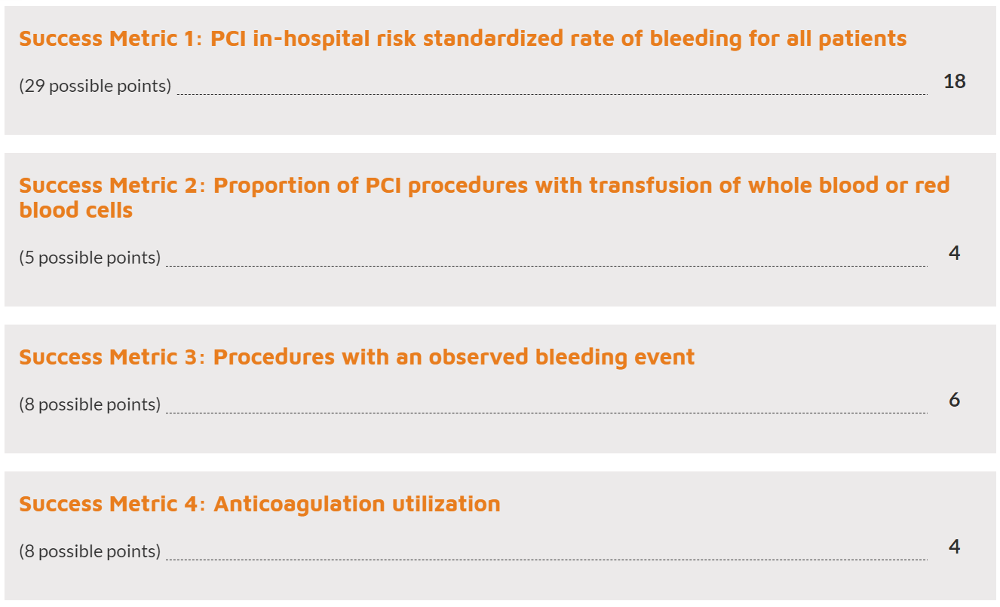 Success Metric 1: PCI in-hospital risk standardized rate of bleeding for all patients
(29 possible points) 18
Success Metric 2: Proportion of PCI procedures with transfusion of whole blood or red
blood cells
(5 possible points) 4
Success Metric 3: Procedures with an observed bleeding event
(8 possible points) 6
Success Metric 4: Anticoagulation utilization
(8 possible points) 4